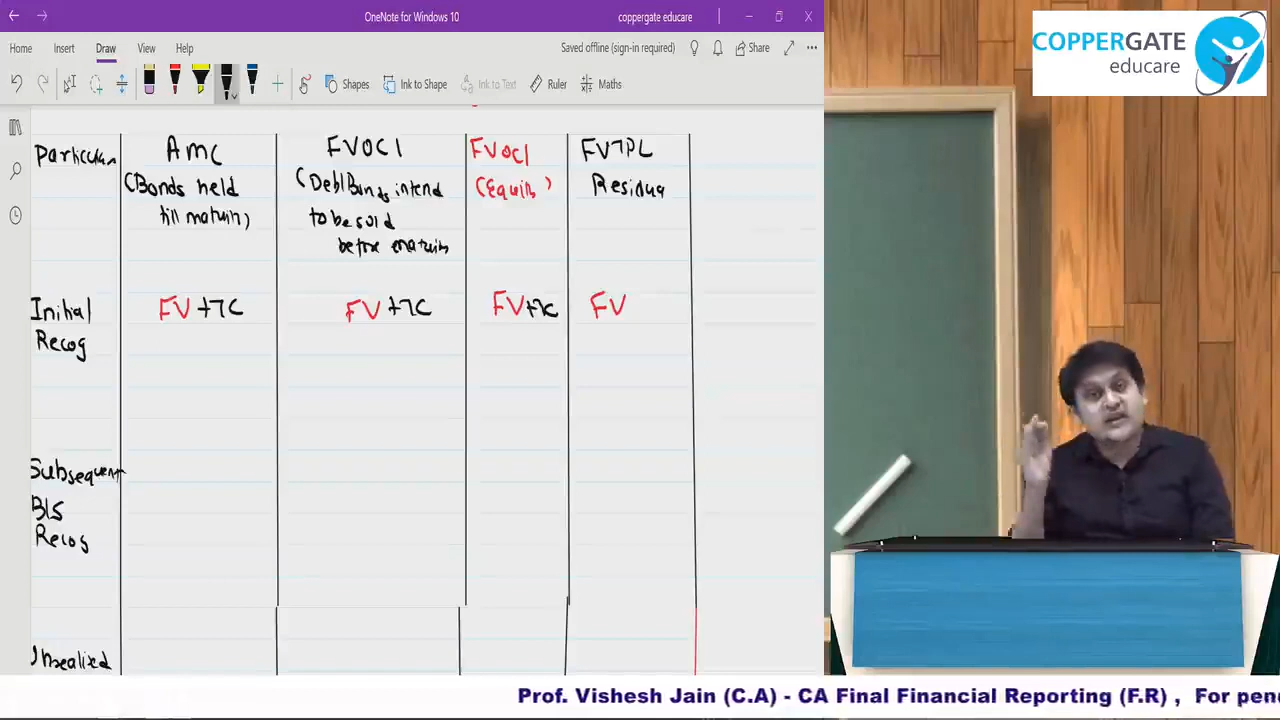 OneNote for Windows 10
coppergate educare
Home Insert Draw View Help
Saved offline (sign-in required)
Share
Shapes
Ink to Shape
Ink to Text
Ruler
Maths
COPPERGATE
educare
Particulars AMC FVOCI FVOCI FVTPL
(Bonds held (Debt Bonds intend (Equity) Residual
till maturity) to be sold
before maturity
Initial FV+TC FV+TC FV+TC FV
Recog
Subsequent
B/S
Recog
Unrealized
Prof. Vishesh Jain (C.A) - CA Final Financial Reporting (F.R) , For pend